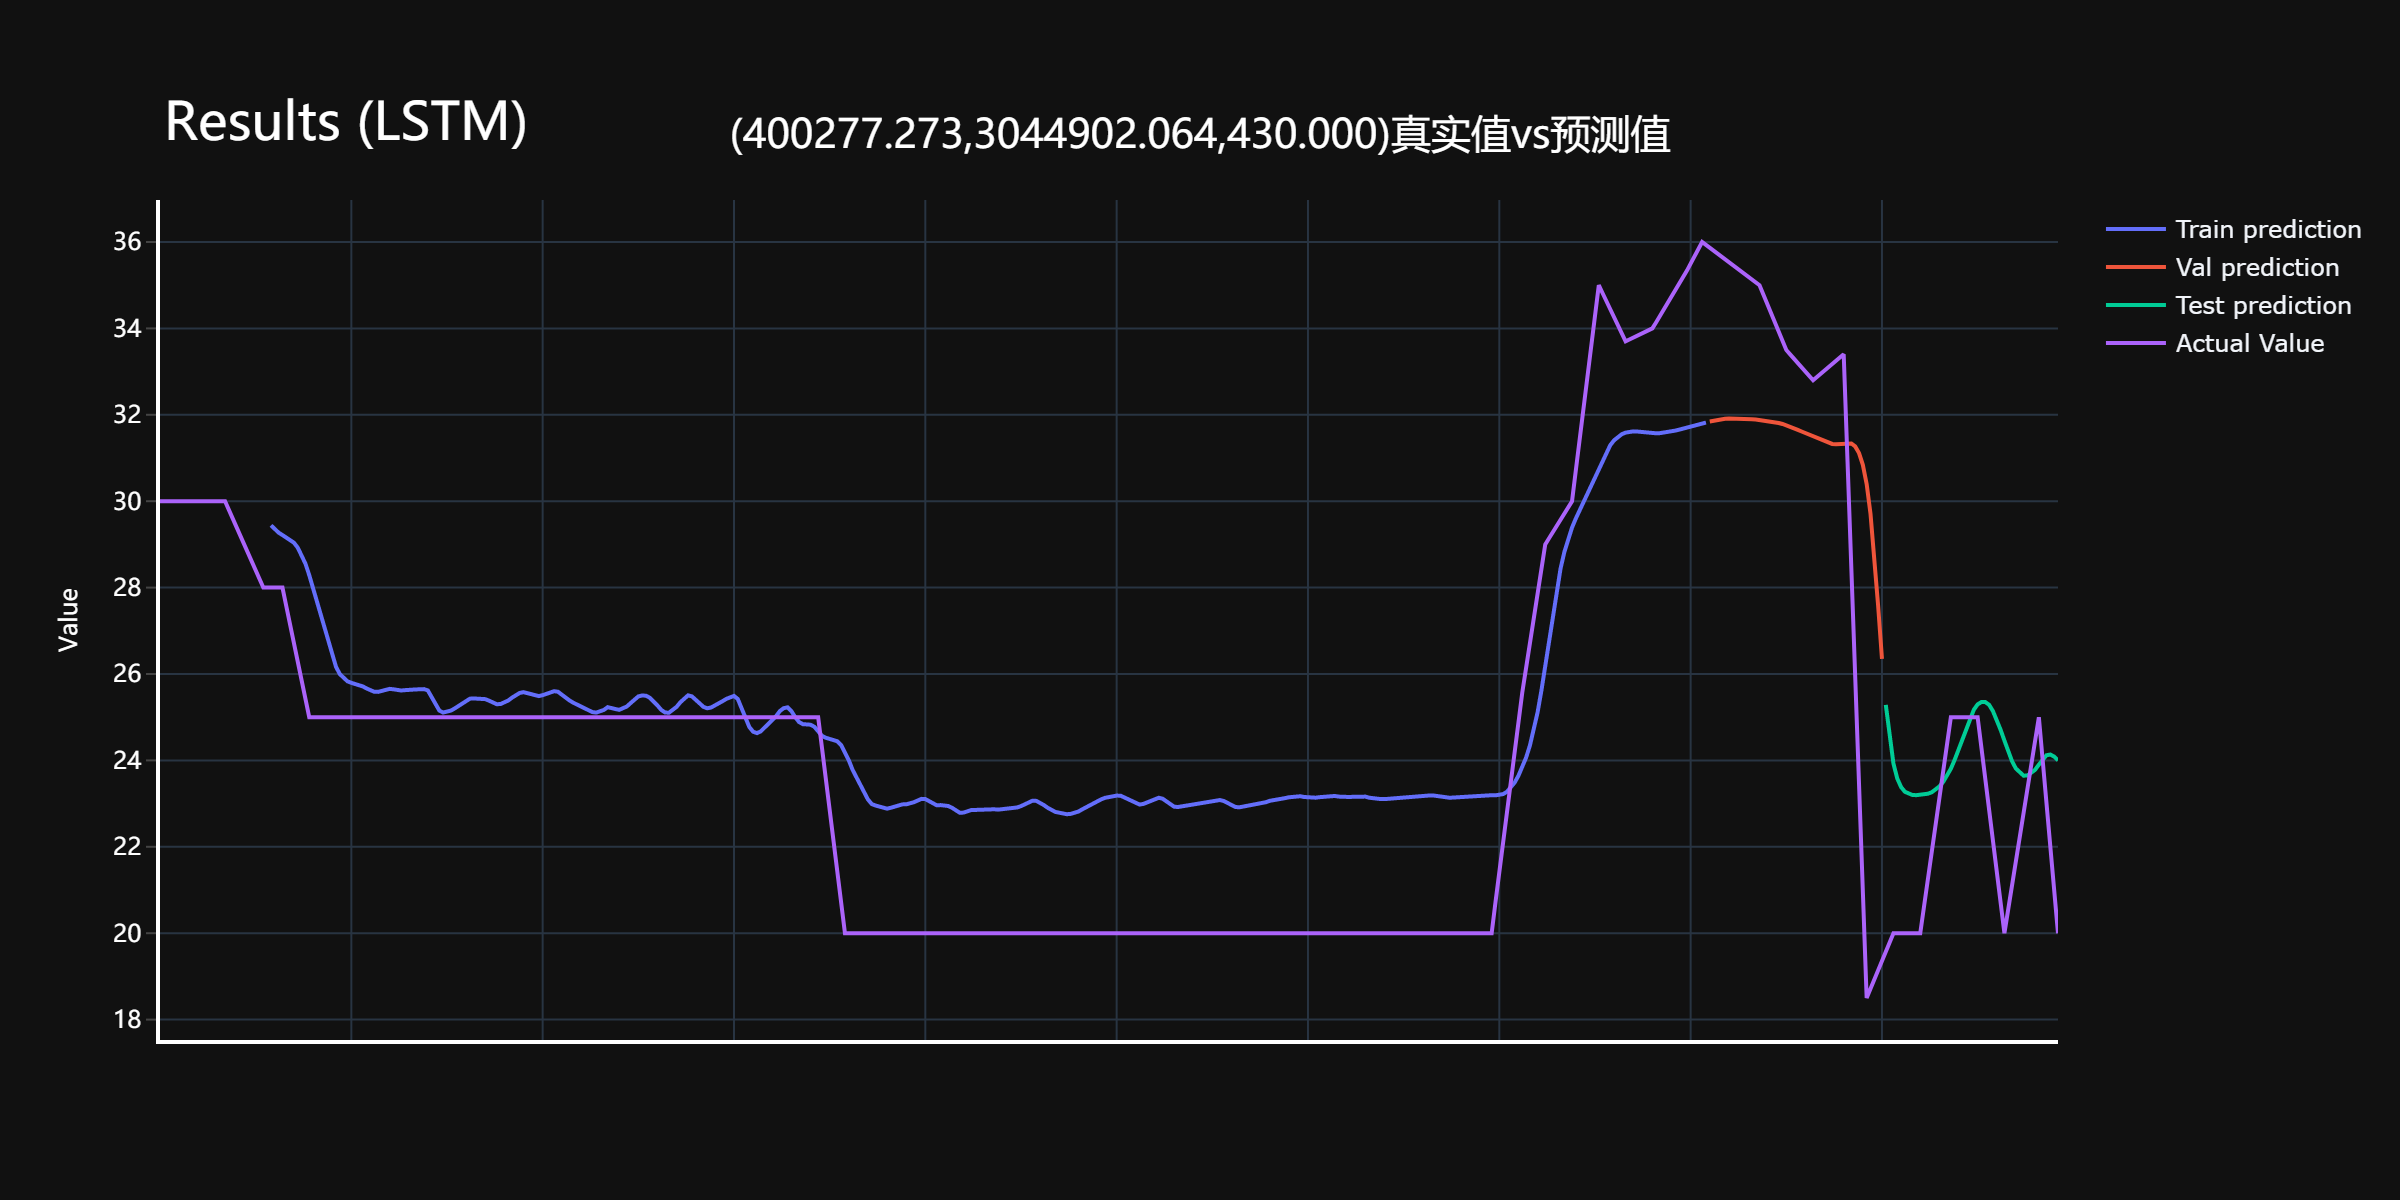 Results (LSTM)
(400277.273,3044902.064,430.000)真实值vs预测值
Train prediction
Val prediction
Test prediction
Actual Value
Value
36
34
32
30
28
26
24
22
20
18